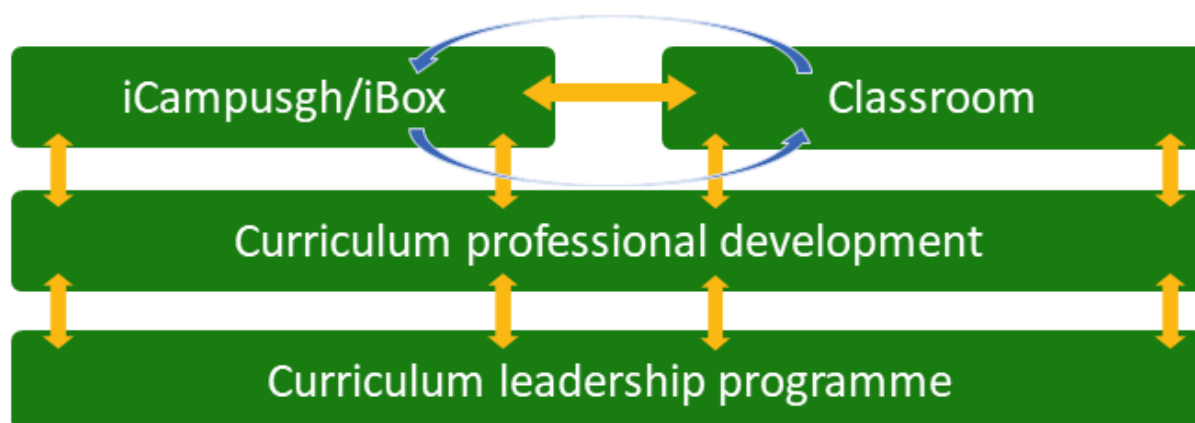 iCampusgh/iBox
Classroom
Curriculum professional development
Curriculum leadership programme